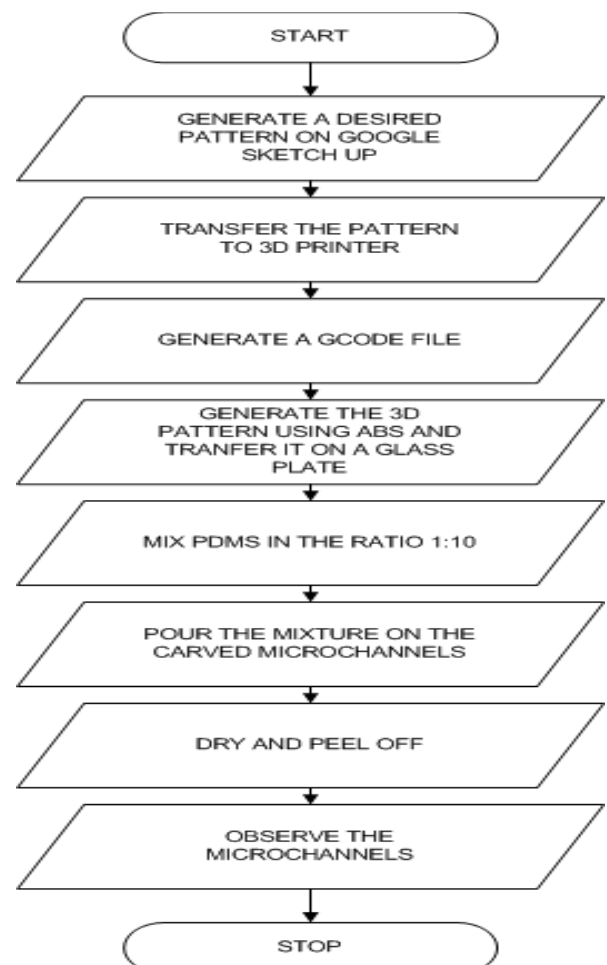 START
GENERATE A DESIRED
PATTERN ON GOOGLE
SKETCH UP
TRANSFER THE PATTERN
TO 3D PRINTER
GENERATE A GCODE FILE
GENERATE THE 3D
PATTERN USING ABS AND
TRANFER IT ON A GLASS
PLATE
MIX PDMS IN THE RATIO 1:10
POUR THE MIXTURE ON THE
CARVED MICROCHANNELS
DRY AND PEEL OFF
OBSERVE THE
MICROCHANNELS
STOP